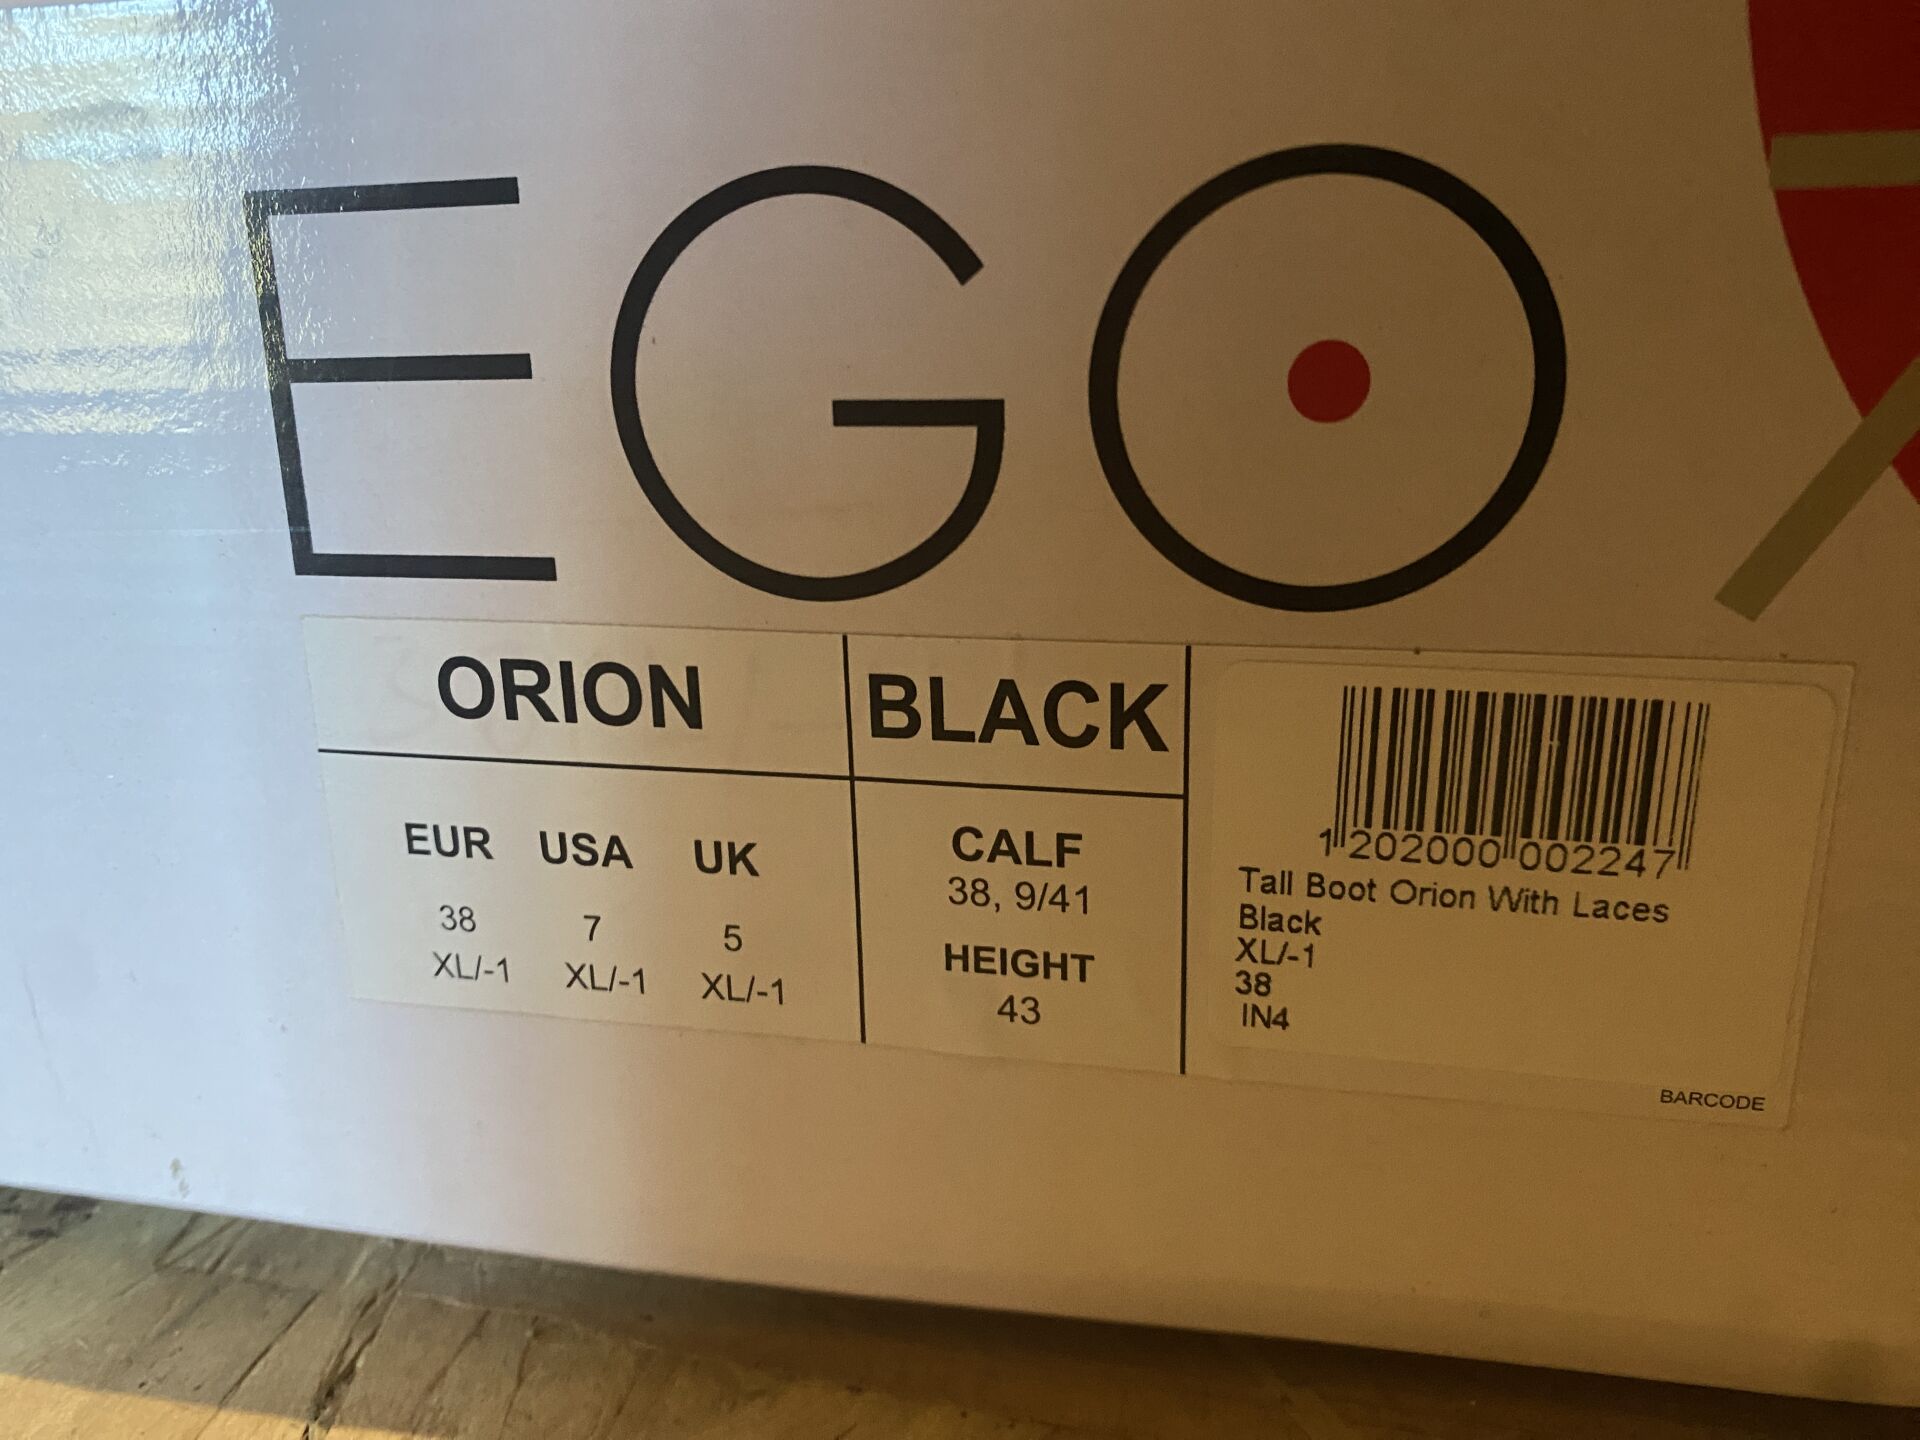 EGO
ORION
BLACK
EUR USA UK
38 7 5
XL/-1 XL/-1 XL/-1
CALF
38, 9/41
HEIGHT
43
1 202000 002247
Tall Boot Orion With Laces
Black
XL/-1
38
IN4
BARCODE